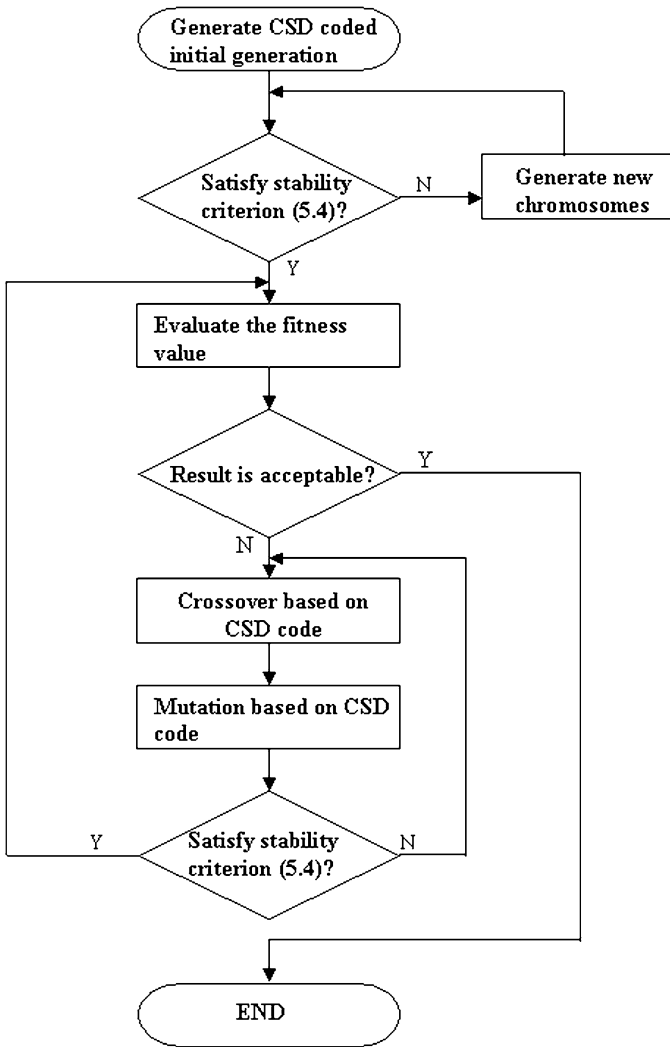 Generate CSD coded
initial generation
Satisfy stability
criterion (5.4)?
N
Generate new
chromosomes
Y
Evaluate the fitness
value
Result is acceptable?
Y
N
Crossover based on
CSD code
Mutation based on CSD
code
Y
Satisfy stability
criterion (5.4)?
N
END